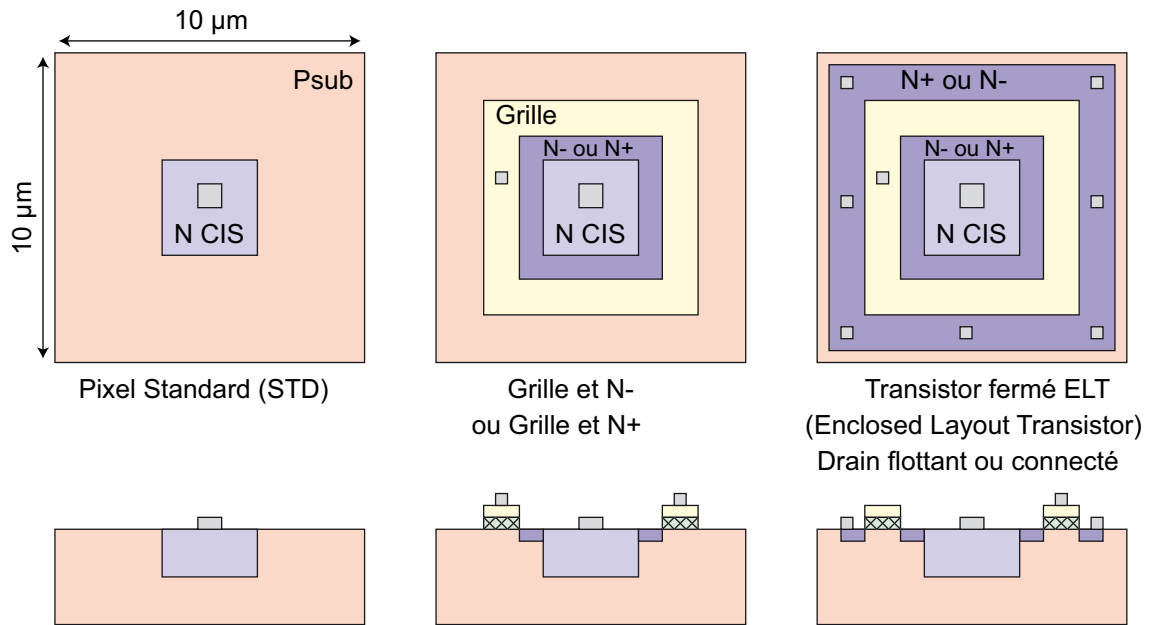 10 µm
10 µm
Psub
N CIS
Pixel Standard (STD)
Grille
N- ou N+
N CIS
Grille et N-
ou Grille et N+
N+ ou N-
N- ou N+
N CIS
Transistor fermé ELT
(Enclosed Layout Transistor)
Drain flottant ou connecté